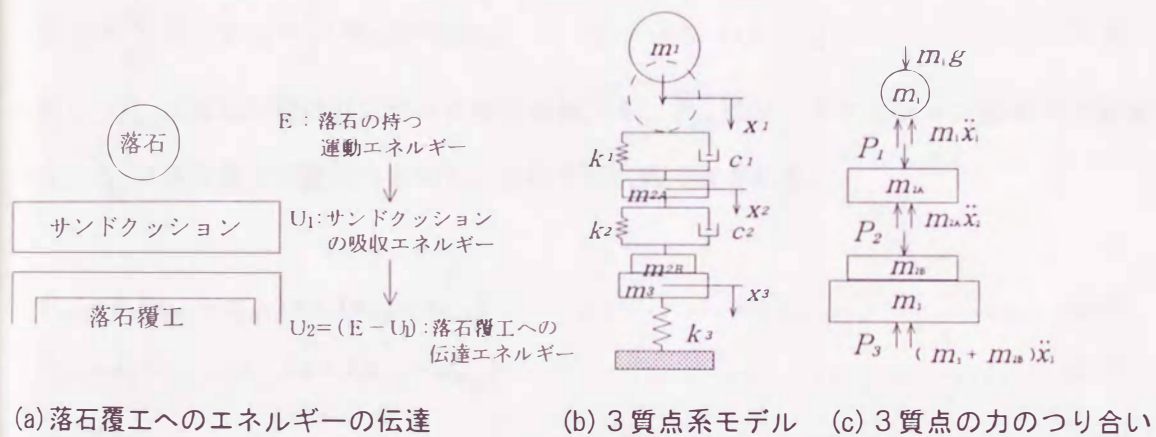 落石
サンドクッション
落石覆工
E：落石の持つ
運動エネルギー
U₁:サンドクッション
の吸収エネルギー
U₂=(E−U₁):落石覆工への
伝達エネルギー
(a)落石覆工へのエネルギーの伝達
m1
x1
k1
c1
m2A
x2
k2
c2
m2B
m3
x3
k3
(b)３質点系モデル
m₁g
m₁
P₁
m₁ẍ₁
m₂ₐ
P₂
m₂ₐẍ₂
m₂B
P₃
(c)３質点の力のつり合い